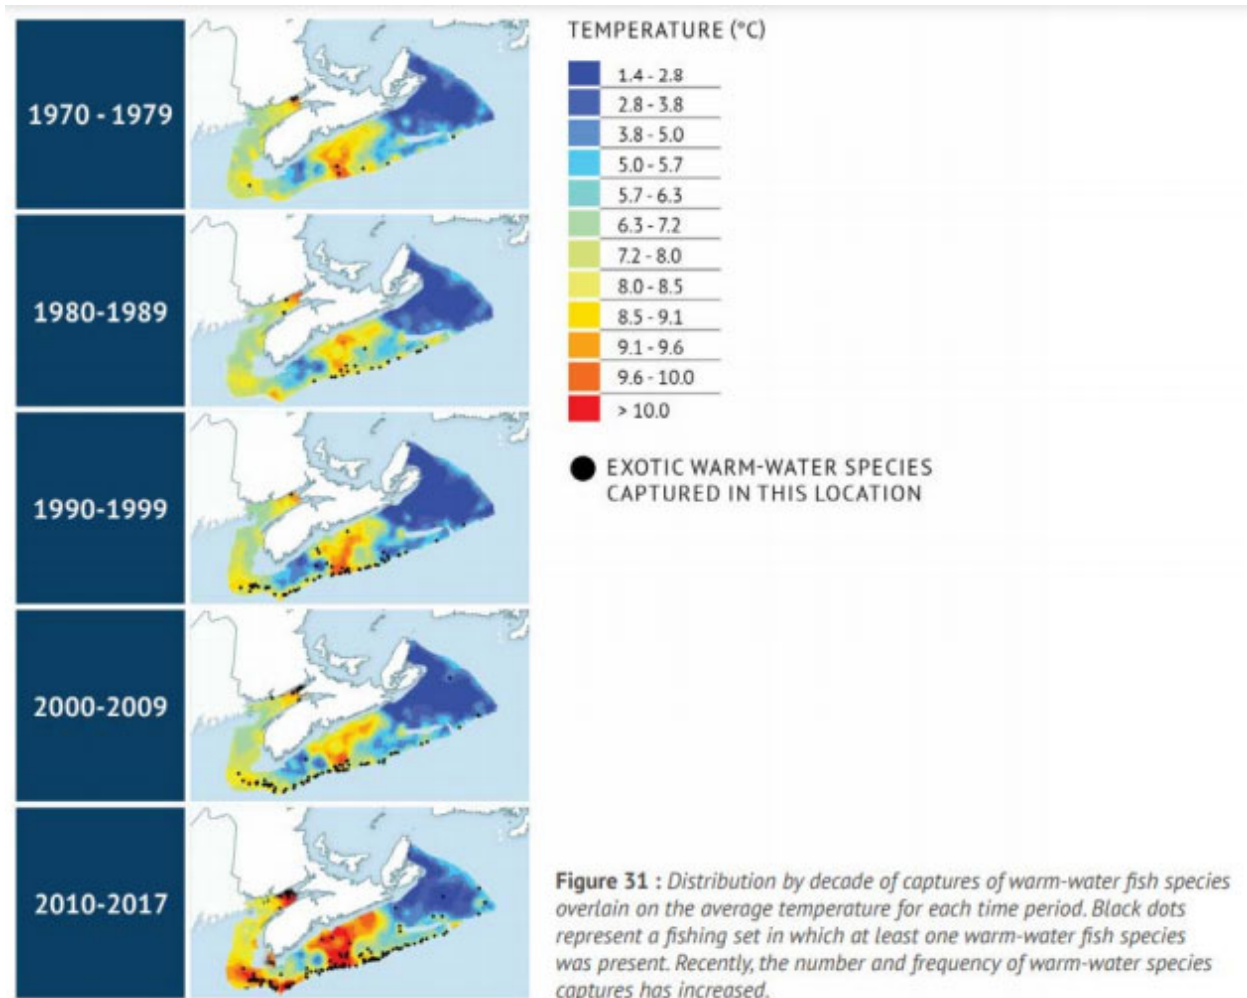 1970 - 1979
1980-1989
1990-1999
2000-2009
2010-2017
TEMPERATURE (°C)
1.4 - 2.8
2.8 - 3.8
3.8 - 5.0
5.0 - 5.7
5.7 - 6.3
6.3 - 7.2
7.2 - 8.0
8.0 - 8.5
8.5 - 9.1
9.1 - 9.6
9.6 - 10.0
> 10.0
EXOTIC WARM-WATER SPECIES
CAPTURED IN THIS LOCATION
Figure 31 : Distribution by decade of captures of warm-water fish species
overlain on the average temperature for each time period. Black dots
represent a fishing set in which at least one warm-water fish species
was present. Recently, the number and frequency of warm-water species
captures has increased.